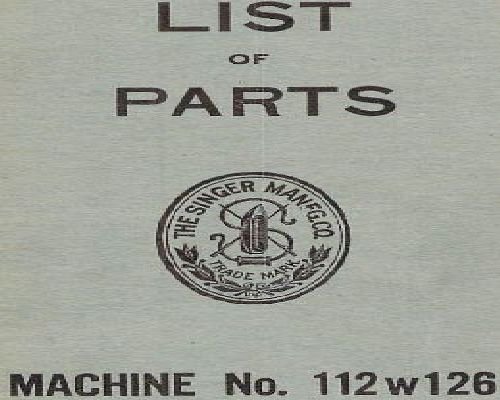 LIST
OF
PARTS
THE SINGER MANFG. CO.
TRADE MARK
MACHINE No. 112w126